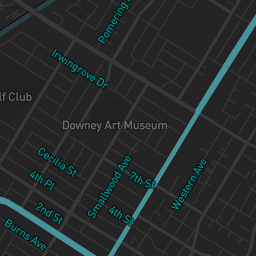 Pomering
Irwingrove Dr
lf Club
Downey Art Museum
Cecilia St
7th St
Western Ave
4th Pl
Smallwood Ave
2nd St
4th St
Burns Ave